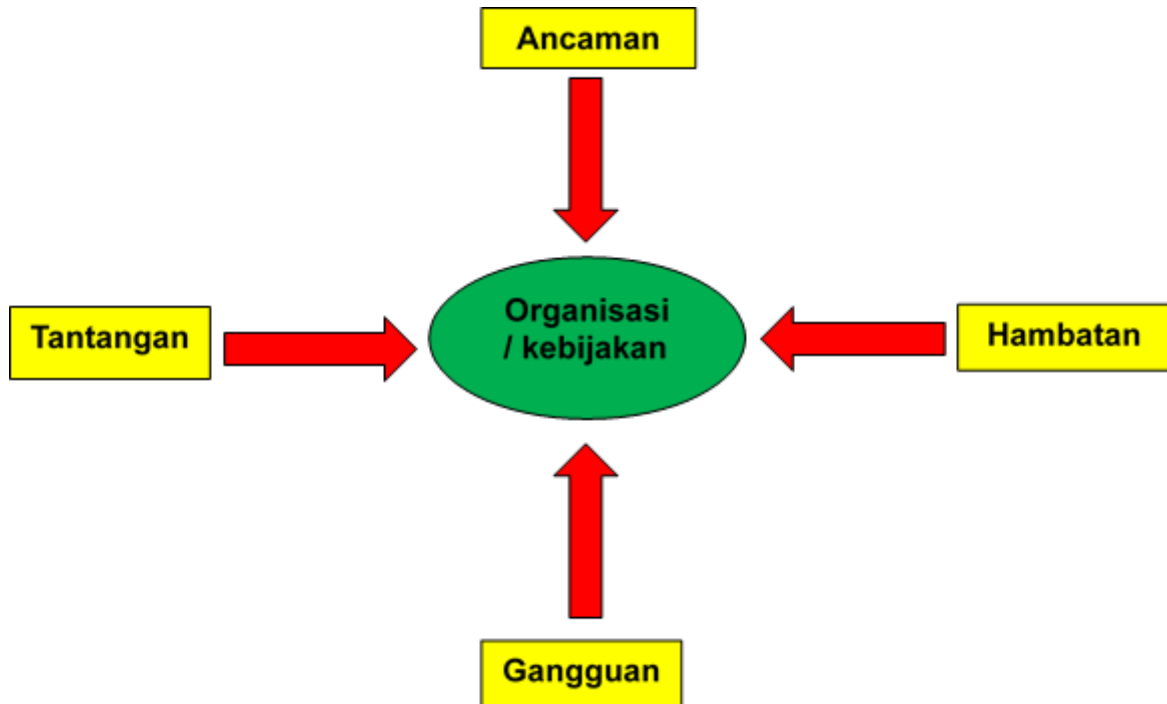 Ancaman
Tantangan
Organisasi
/ kebijakan
Hambatan
Gangguan